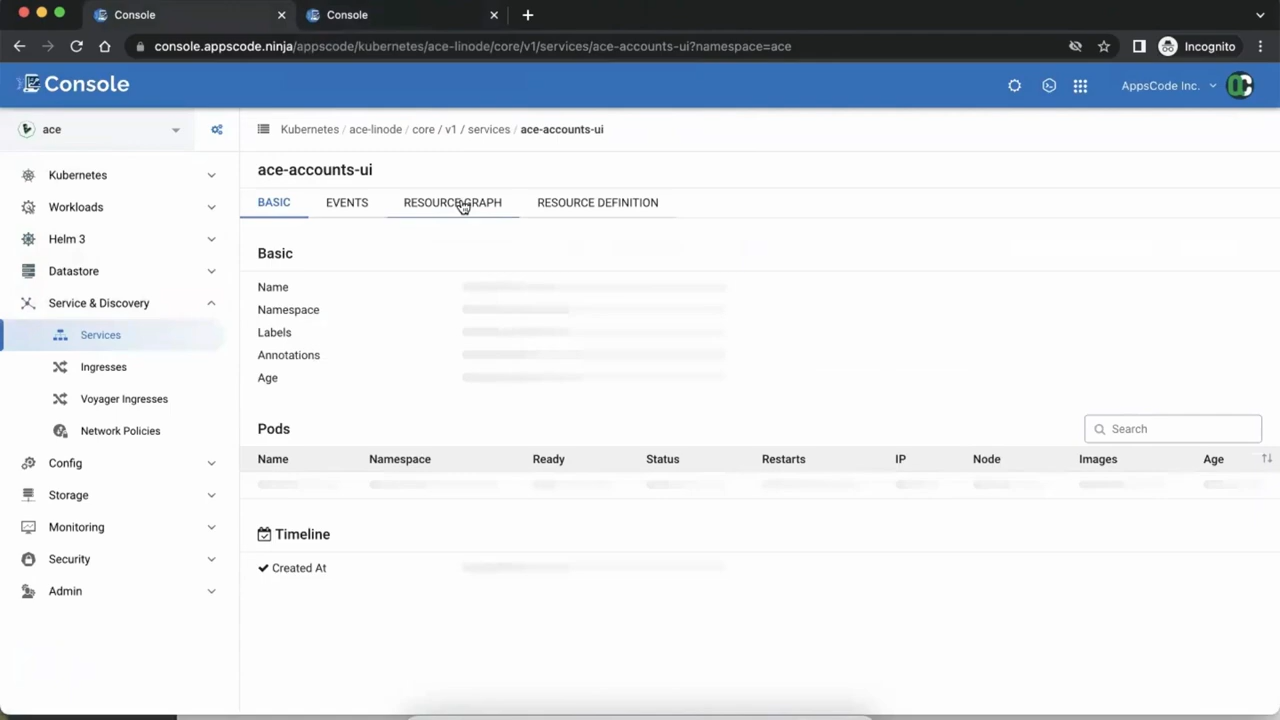 Console
Console
console.appscode.ninja/appscode/kubernetes/ace-linode/core/v1/services/ace-accounts-ui?namespace=ace
Incognito
Console
AppsCode Inc.
ace
Kubernetes / ace-linode / core / v1 / services / ace-accounts-ui
ace-accounts-ui
BASIC EVENTS RESOURCE GRAPH RESOURCE DEFINITION
Kubernetes
Workloads
Helm 3
Datastore
Service & Discovery
Services
Ingresses
Voyager Ingresses
Network Policies
Config
Storage
Monitoring
Security
Admin
Basic
Name
Namespace
Labels
Annotations
Age
Pods
Search
Name Namespace Ready Status Restarts IP Node Images Age
Timeline
Created At